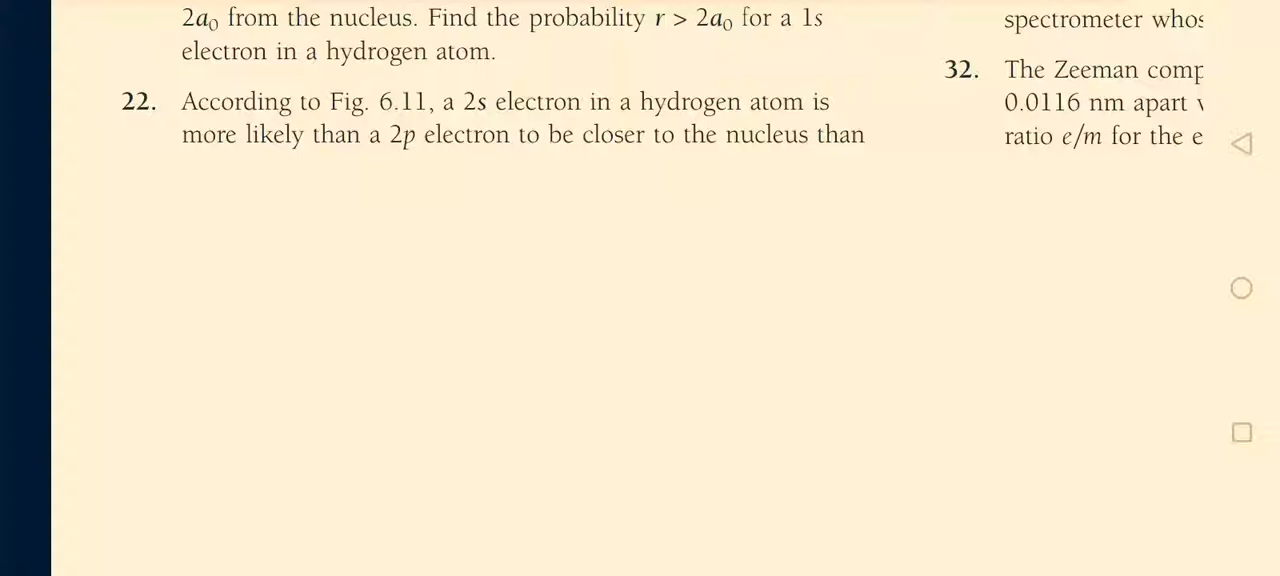 2a₀ from the nucleus. Find the probability r > 2a₀ for a 1s
electron in a hydrogen atom.
22. According to Fig. 6.11, a 2s electron in a hydrogen atom is
more likely than a 2p electron to be closer to the nucleus than
spectrometer
32. The Zeeman
0.0116 nm apart
ratio e/m for the